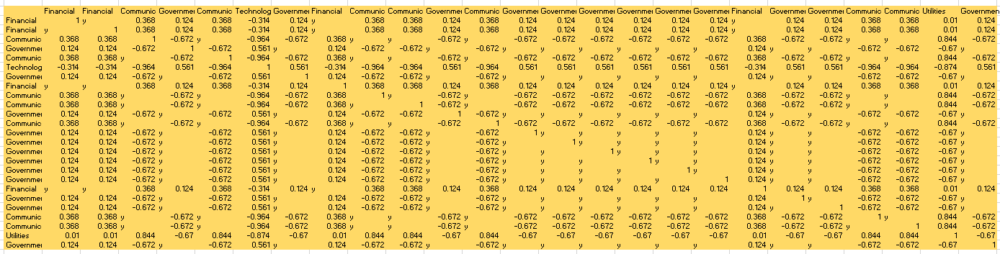 Financial Financial Communic Governme Communic Technolog Governme Financial Communic Communic Governme Communic Governme Governme Governme Governme Governme Governme Financial Governme Governme Communic Communic Utilities Governmen
Financial 1 y 0.368 0.124 0.368 -0.314 0.124 y 0.368 0.368 0.124 0.368 0.124 0.124 0.124 0.124 0.124 0.124 y 0.124 0.124 0.368 0.368 0.01 0.124
Financial y 1 0.368 0.124 0.368 -0.314 0.124 y 0.368 0.368 0.124 0.368 0.124 0.124 0.124 0.124 0.124 0.124 y 0.124 0.124 0.368 0.368 0.01 0.124
Communic 0.368 0.368 1 -0.672 y -0.964 -0.672 0.368 y y -0.672 y -0.672 -0.672 -0.672 -0.672 -0.672 -0.672 0.368 -0.672 -0.672 y y 0.844 -0.672
Governme 0.124 0.124 -0.672 1 -0.672 0.561 y 0.124 -0.672 -0.672 y -0.672 y y y y y y 0.124 y y -0.672 -0.672 -0.67 y
Communic 0.368 0.368 y -0.672 1 -0.964 -0.672 0.368 y y -0.672 y -0.672 -0.672 -0.672 -0.672 -0.672 -0.672 0.368 -0.672 -0.672 y y 0.844 -0.672
Technolog -0.314 -0.314 -0.964 0.561 -0.964 1 0.561 -0.314 -0.964 -0.964 0.561 -0.964 0.561 0.561 0.561 0.561 0.561 0.561 -0.314 0.561 0.561 -0.964 -0.964 -0.874 0.561
Governme 0.124 0.124 -0.672 y -0.672 0.561 1 0.124 -0.672 -0.672 y -0.672 y y y y y y 0.124 y y -0.672 -0.672 -0.67 y
Financial y y 0.368 0.124 0.368 -0.314 0.124 1 0.368 0.368 0.124 0.368 0.124 0.124 0.124 0.124 0.124 0.124 y 0.124 0.124 0.368 0.368 0.01 0.124
Communic 0.368 0.368 y -0.672 y -0.964 -0.672 0.368 1 y -0.672 y -0.672 -0.672 -0.672 -0.672 -0.672 -0.672 0.368 -0.672 -0.672 y y 0.844 -0.672
Communic 0.368 0.368 y -0.672 y -0.964 -0.672 0.368 y 1 -0.672 y -0.672 -0.672 -0.672 -0.672 -0.672 -0.672 0.368 -0.672 -0.672 y y 0.844 -0.672
Governme 0.124 0.124 -0.672 y -0.672 0.561 y 0.124 -0.672 -0.672 1 -0.672 y y y y y y 0.124 y y -0.672 -0.672 -0.67 y
Communic 0.368 0.368 y -0.672 y -0.964 -0.672 0.368 y y -0.672 1 -0.672 -0.672 -0.672 -0.672 -0.672 -0.672 0.368 -0.672 -0.672 y y 0.844 -0.672
Governme 0.124 0.124 -0.672 y -0.672 0.561 y 0.124 -0.672 -0.672 y -0.672 1 y y y y y 0.124 y y -0.672 -0.672 -0.67 y
Governme 0.124 0.124 -0.672 y -0.672 0.561 y 0.124 -0.672 -0.672 y -0.672 y 1 y y y y 0.124 y y -0.672 -0.672 -0.67 y
Governme 0.124 0.124 -0.672 y -0.672 0.561 y 0.124 -0.672 -0.672 y -0.672 y y 1 y y y 0.124 y y -0.672 -0.672 -0.67 y
Governme 0.124 0.124 -0.672 y -0.672 0.561 y 0.124 -0.672 -0.672 y -0.672 y y y 1 y y 0.124 y y -0.672 -0.672 -0.67 y
Governme 0.124 0.124 -0.672 y -0.672 0.561 y 0.124 -0.672 -0.672 y -0.672 y y y y 1 y 0.124 y y -0.672 -0.672 -0.67 y
Governme 0.124 0.124 -0.672 y -0.672 0.561 y 0.124 -0.672 -0.672 y -0.672 y y y y y 1 0.124 y y -0.672 -0.672 -0.67 y
Financial y y 0.368 0.124 0.368 -0.314 0.124 y 0.368 0.368 0.124 0.368 0.124 0.124 0.124 0.124 0.124 0.124 1 0.124 0.124 0.368 0.368 0.01 0.124
Governme 0.124 0.124 -0.672 y -0.672 0.561 y 0.124 -0.672 -0.672 y -0.672 y y y y y y 0.124 1 y -0.672 -0.672 -0.67 y
Governme 0.124 0.124 -0.672 y -0.672 0.561 y 0.124 -0.672 -0.672 y -0.672 y y y y y y 0.124 y 1 -0.672 -0.672 -0.67 y
Communic 0.368 0.368 y -0.672 y -0.964 -0.672 0.368 y y -0.672 y -0.672 -0.672 -0.672 -0.672 -0.672 -0.672 0.368 -0.672 -0.672 1 y 0.844 -0.672
Communic 0.368 0.368 y -0.672 y -0.964 -0.672 0.368 y y -0.672 y -0.672 -0.672 -0.672 -0.672 -0.672 -0.672 0.368 -0.672 -0.672 y 1 0.844 -0.672
Utilities 0.01 0.01 0.844 -0.67 0.844 -0.874 -0.67 0.01 0.844 0.844 -0.67 0.844 -0.67 -0.67 -0.67 -0.67 -0.67 -0.67 0.01 -0.67 -0.67 0.844 0.844 1 -0.67
Governme 0.124 0.124 -0.672 y -0.672 0.561 y 0.124 -0.672 -0.672 y -0.672 y y y y y y 0.124 y y -0.672 -0.672 -0.67 1